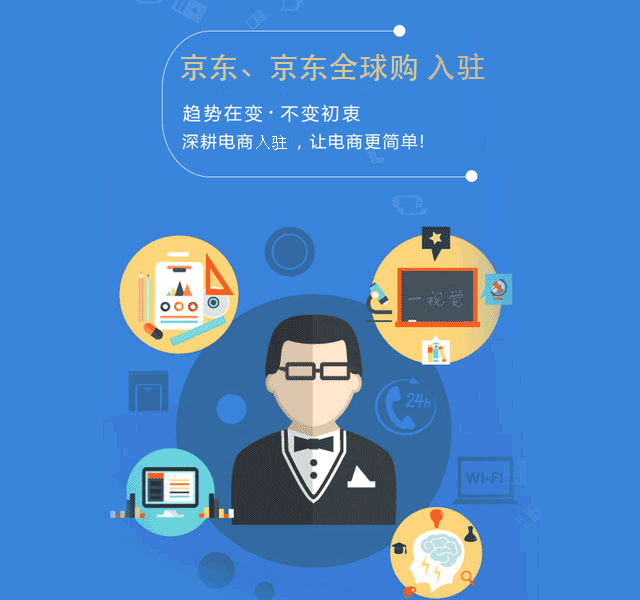 京东、京东全球购 入驻
趋势在变·不变初衷
深耕电商入驻 ，让电商更简单!
一视觉
24h
WI-FI